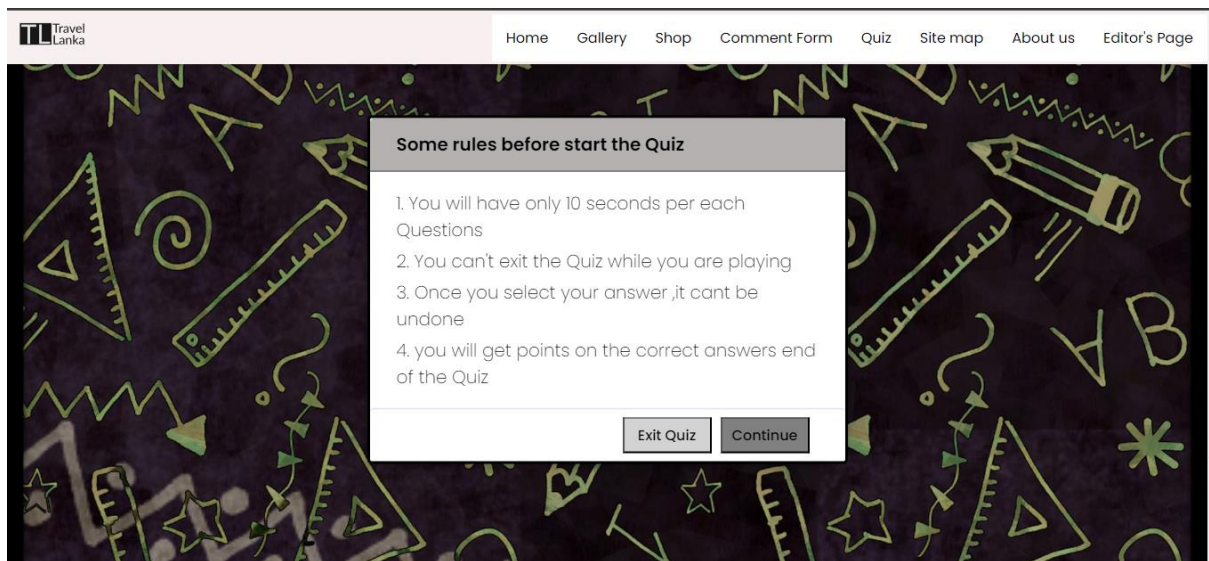 TL Travel
Lanka
Home Gallery Shop Comment Form Quiz Site map About us Editor's Page
Some rules before start the Quiz
1. You will have only 10 seconds per each
Questions
2. You can't exit the Quiz while you are playing
3. Once you select your answer ,it cant be
undone
4. you will get points on the correct answers end
of the Quiz
Exit Quiz Continue
A
A
B